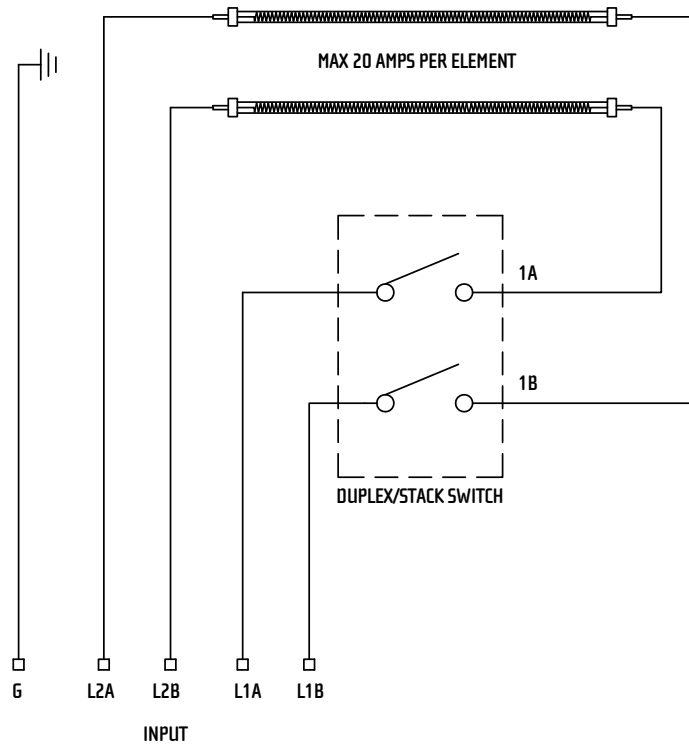 MAX 20 AMPS PER ELEMENT
1A
1B
DUPLEX/STACK SWITCH
G L2A L2B L1A L1B
INPUT